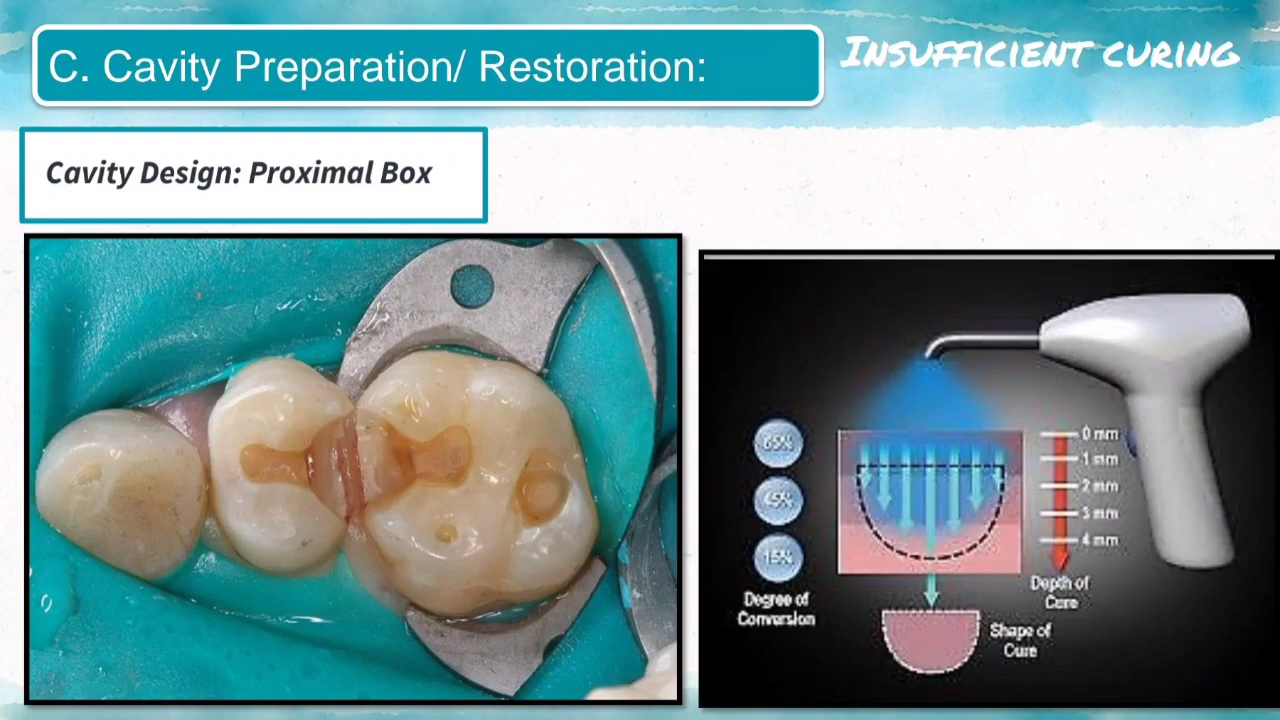 C. Cavity Preparation/ Restoration:
Insufficient curing
Cavity Design: Proximal Box
65%
45%
15%
Degree of
Conversion
0 mm
1 mm
2 mm
3 mm
4 mm
Depth of
Cure
Shape of
Cure